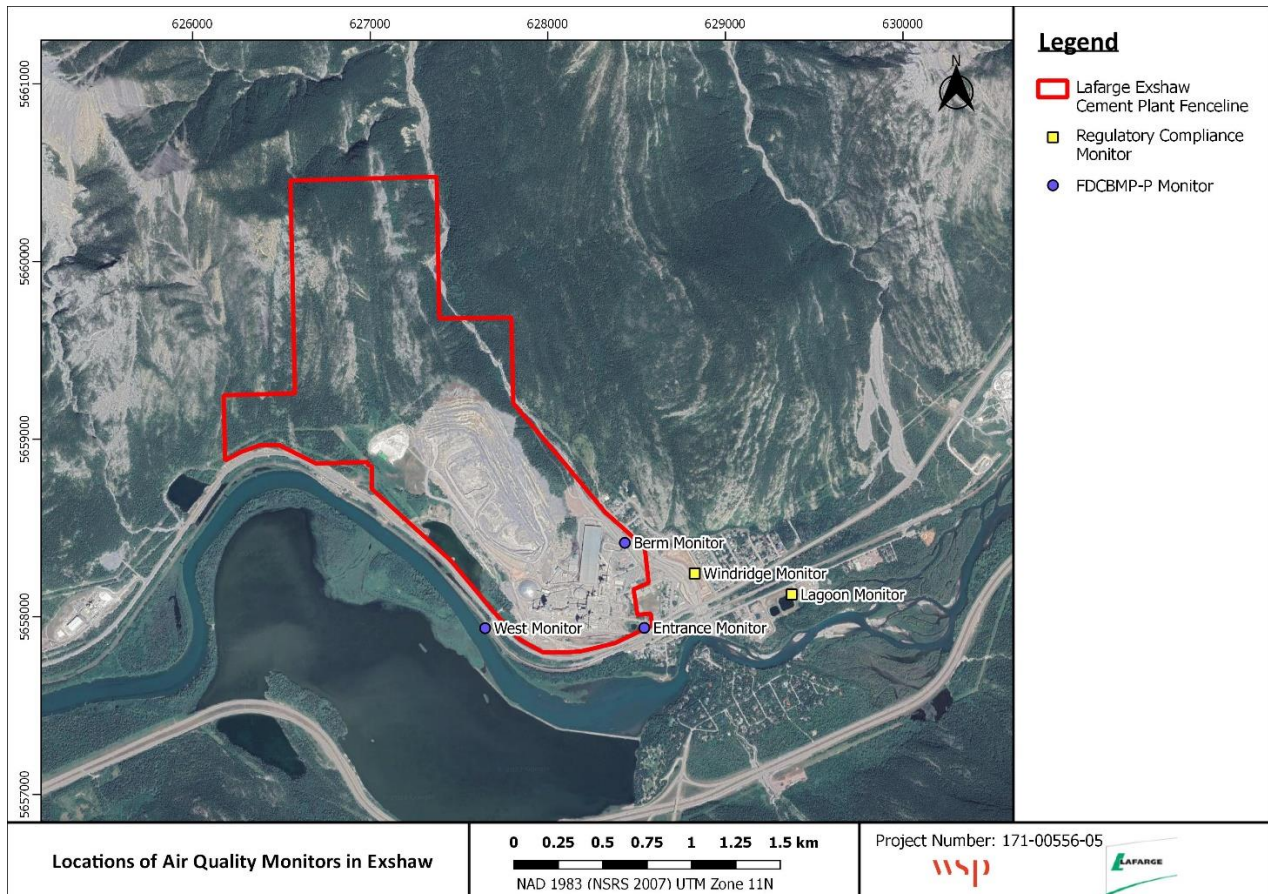 626000 627000 628000 629000 630000
5661000
5660000
5659000
5658000
5657000
N
Berm Monitor
Windridge Monitor
Lagoon Monitor
West Monitor
Entrance Monitor
Legend
Lafarge Exshaw
Cement Plant Fenceline
Regulatory Compliance
Monitor
FDCBMP-P Monitor
Locations of Air Quality Monitors in Exshaw
0 0.25 0.5 0.75 1 1.25 1.5 km
NAD 1983 (NSRS 2007) UTM Zone 11N
Project Number: 171-00556-05
wsp
LAFARGE